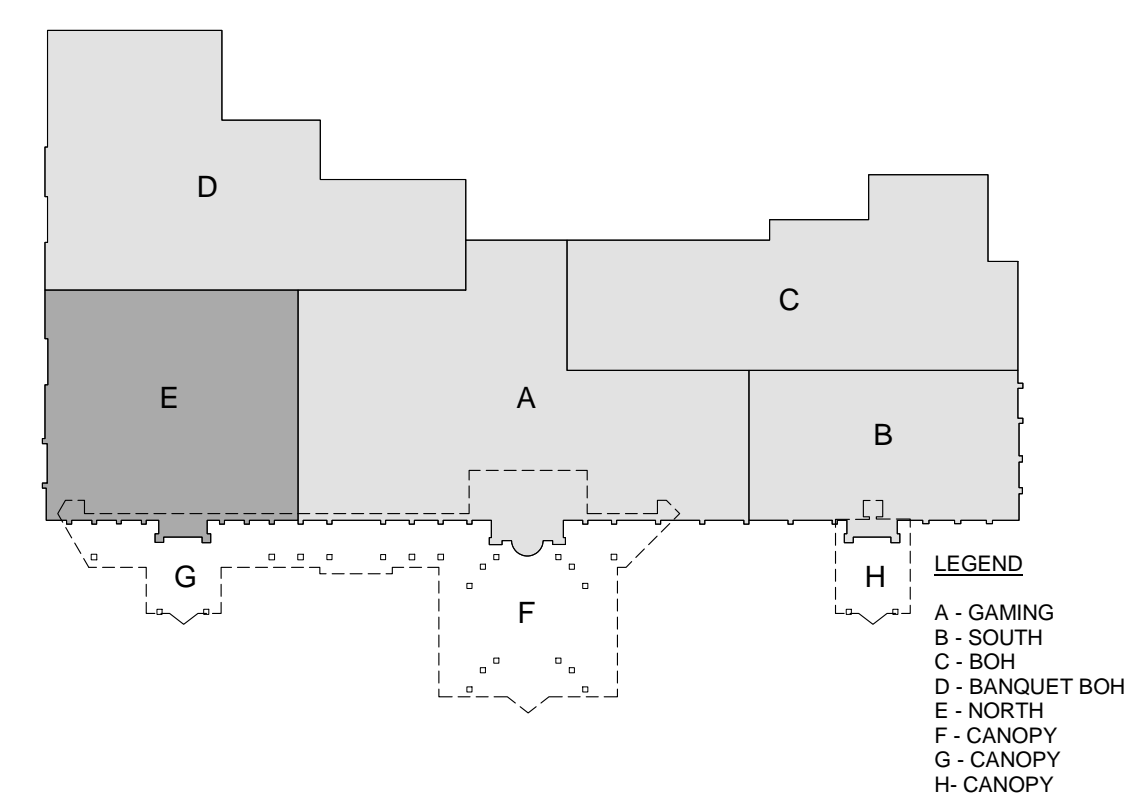 D
C
E
A
B
G
H
F
LEGEND
A - GAMING
B - SOUTH
C - BOH
D - BANQUET BOH
E - NORTH
F - CANOPY
G - CANOPY
H- CANOPY